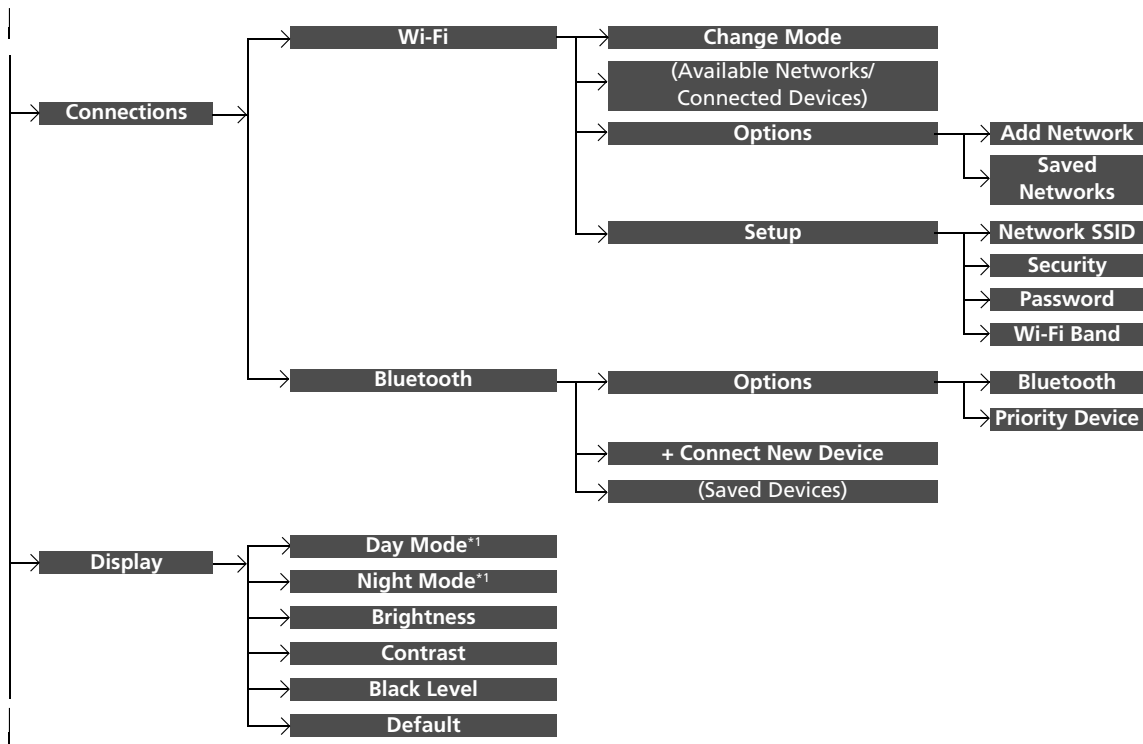 Connections
Wi-Fi
Change Mode
(Available Networks/
Connected Devices)
Options
Add Network
Saved
Networks
Setup
Network SSID
Security
Password
Wi-Fi Band
Bluetooth
Options
Bluetooth
Priority Device
+ Connect New Device
(Saved Devices)
Display
Day Mode*1
Night Mode*1
Brightness
Contrast
Black Level
Default